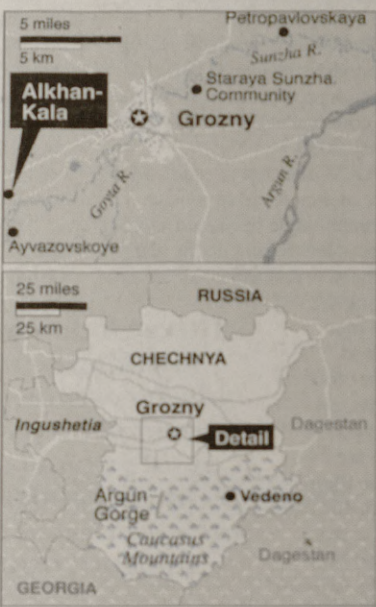 5 miles
5 km
Petropavlovskaya
Sunzha R.
Staraya Sunzha
Community
Alkhan-
Kala
Grozny
Goyta R.
Argun R.
Ayvazovskoye
25 miles
25 km
RUSSIA
CHECHNYA
Grozny
Ingushetia
Detail
Dagestan
Argun
Gorge
Vedeno
Caucasus
Mountains
Dagestan
GEORGIA